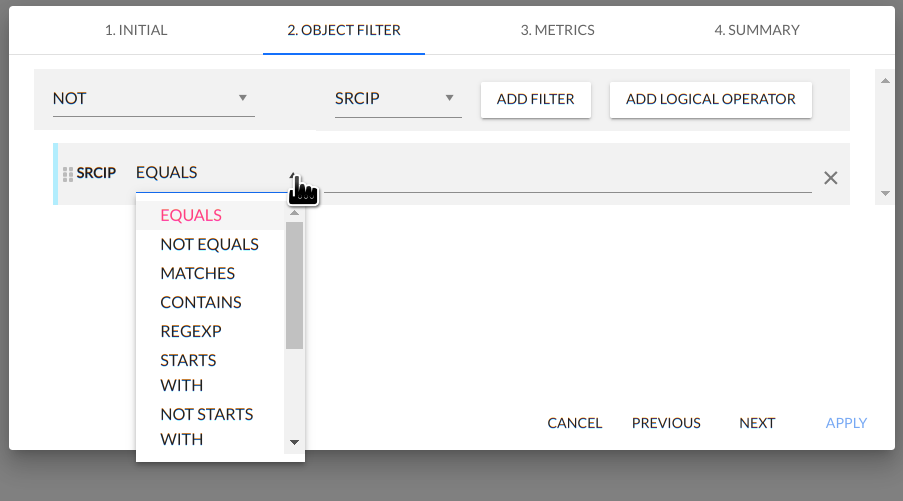 1. INITIAL
2. OBJECT FILTER
3. METRICS
4. SUMMARY
NOT
SRCIP
ADD FILTER
ADD LOGICAL OPERATOR
SRCIP
EQUALS
EQUALS
NOT EQUALS
MATCHES
CONTAINS
REGEXP
STARTS
WITH
NOT STARTS
WITH
CANCEL
PREVIOUS
NEXT
APPLY